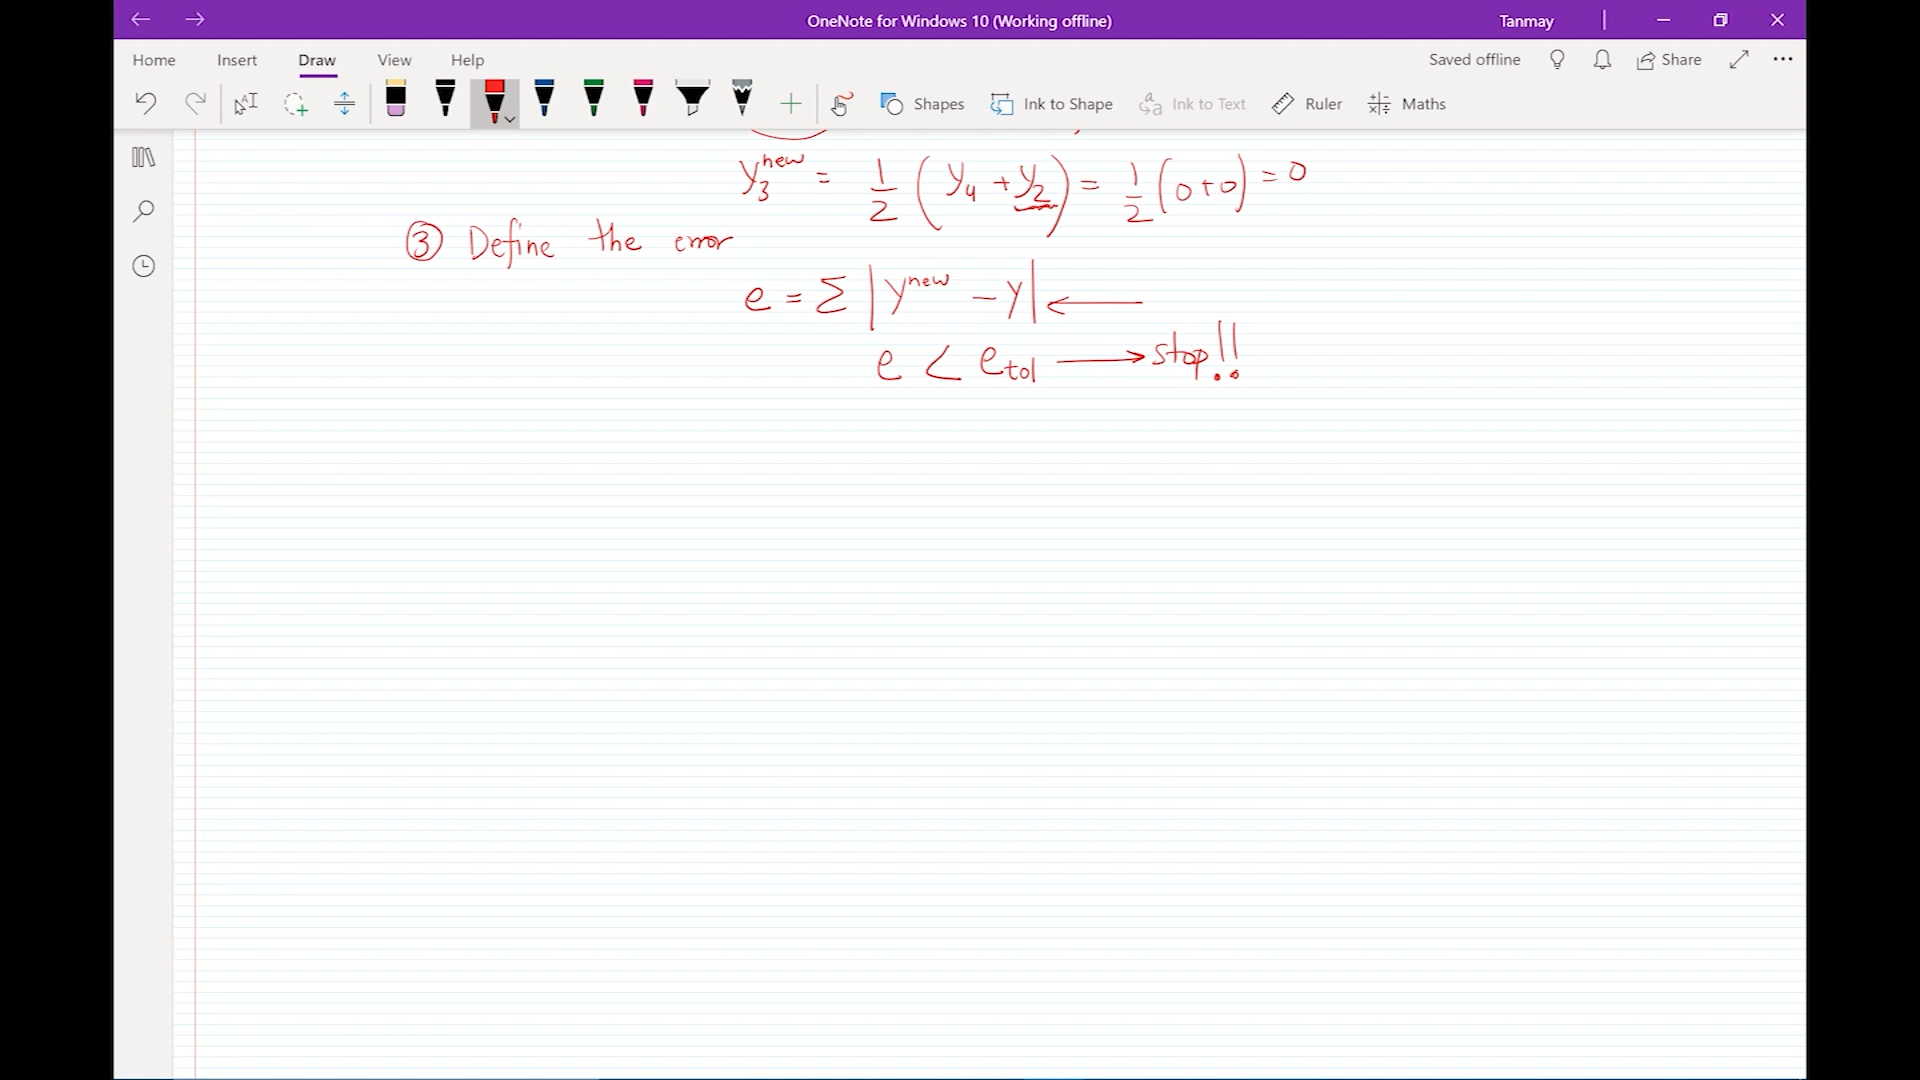 OneNote for Windows 10 (Working offline)
Tanmay
Home Insert Draw View Help
Saved offline Share
Shapes Ink to Shape Ink to Text Ruler Maths
y₃ⁿᵉʷ = 1/2 (y₄ + y₂) = 1/2 (0+0) = 0
③ Define the error
e = Σ |yⁿᵉʷ − y| ←
e < e_tol → stop!!